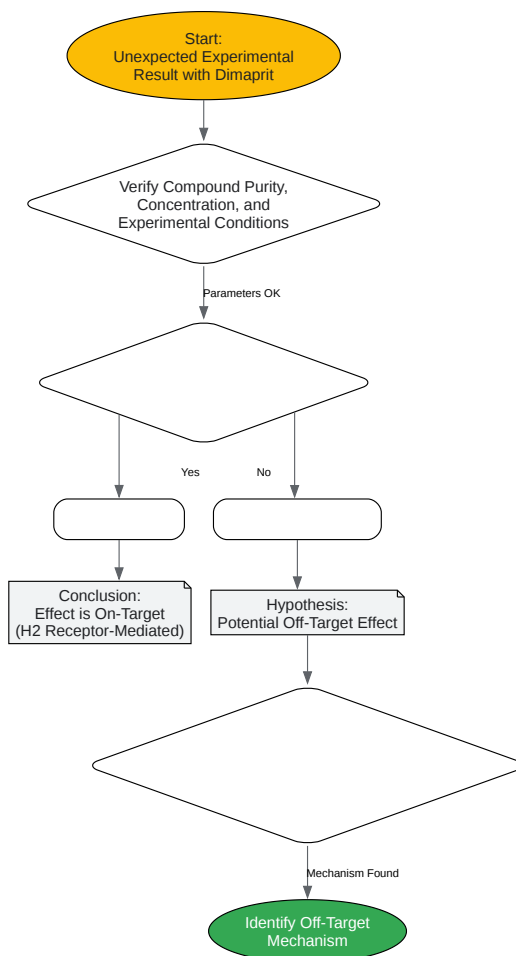 Start:
Unexpected Experimental
Result with Dimaprit
Verify Compound Purity,
Concentration, and
Experimental Conditions
Parameters OK
Yes
No
Conclusion:
Effect is On-Target
(H2 Receptor-Mediated)
Hypothesis:
Potential Off-Target Effect
Mechanism Found
Identify Off-Target
Mechanism